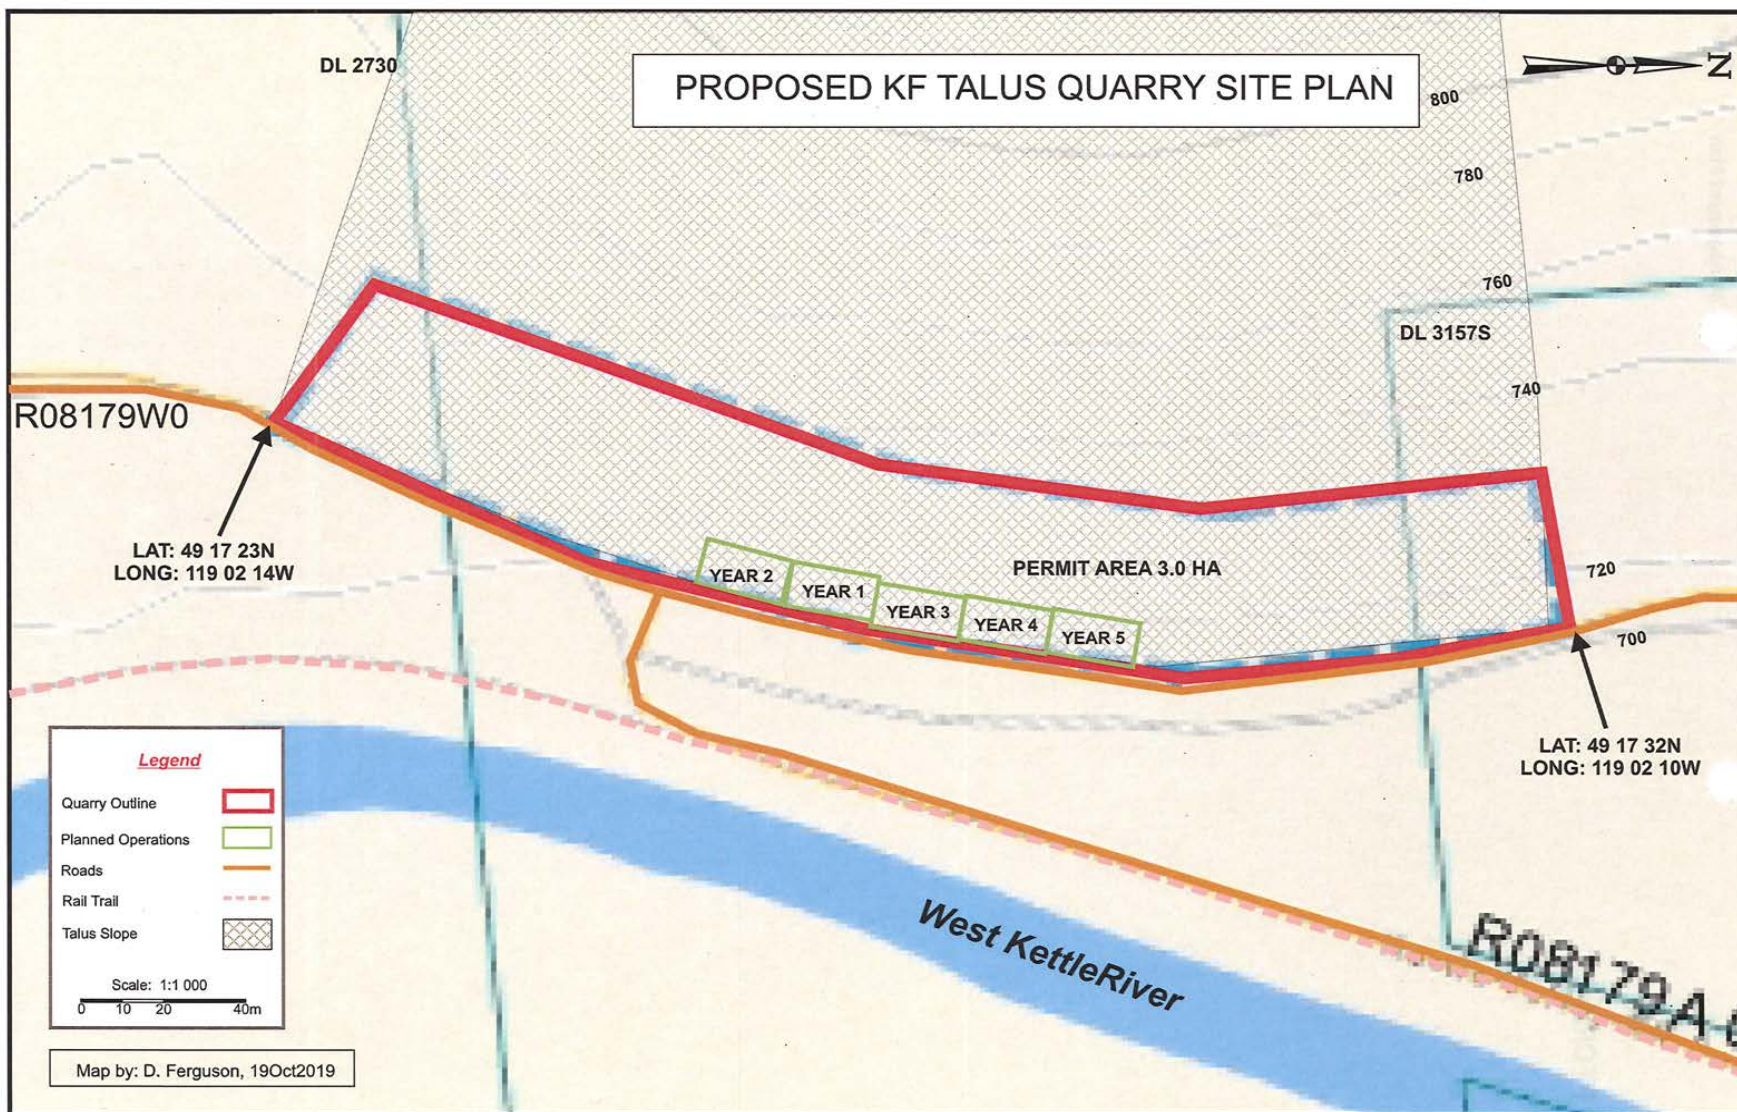 DL 2730
PROPOSED KF TALUS QUARRY SITE PLAN
N
800
780
760
DL 3157S
740
R08179W0
LAT: 49 17 23N
LONG: 119 02 14W
YEAR 2
YEAR 1
YEAR 3
YEAR 4
YEAR 5
PERMIT AREA 3.0 HA
720
700
LAT: 49 17 32N
LONG: 119 02 10W
Legend
Quarry Outline
Planned Operations
Roads
Rail Trail
Talus Slope
Scale: 1:1 000
0 10 20 40m
West KettleRiver
R08179A
Map by: D. Ferguson, 19Oct2019